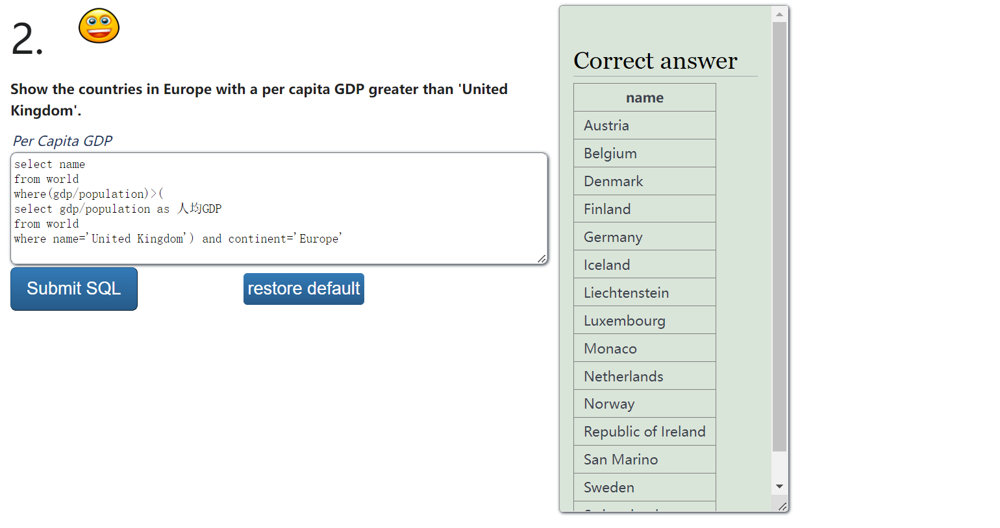 2.
Show the countries in Europe with a per capita GDP greater than 'United
Kingdom'.
Per Capita GDP
select name
from world
where(gdp/population)>(
select gdp/population as 人均GDP
from world
where name='United Kingdom') and continent='Europe'
Submit SQL
restore default
Correct answer
name
Austria
Belgium
Denmark
Finland
Germany
Iceland
Liechtenstein
Luxembourg
Monaco
Netherlands
Norway
Republic of Ireland
San Marino
Sweden